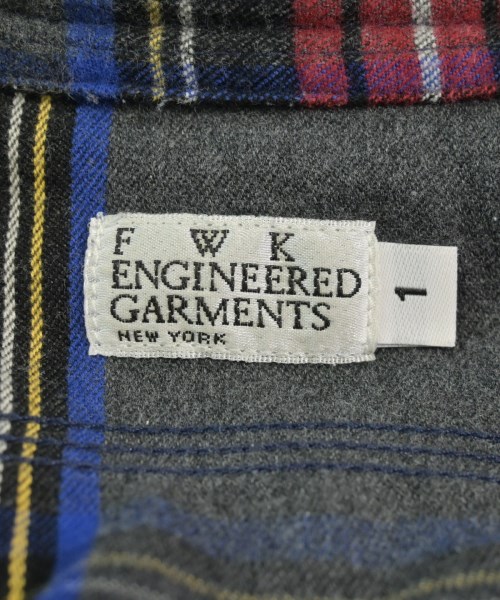 F W K
ENGINEERED
GARMENTS
NEW YORK
1